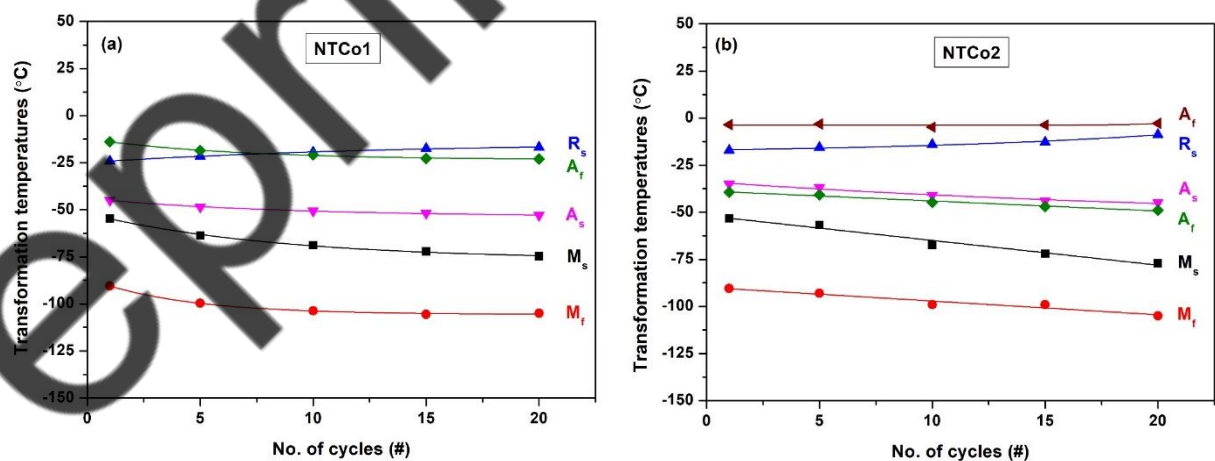 (a)
NTCo1
Transformation temperatures (°C)
50
25
0
-25
-50
-75
-100
-125
-150
0
5
10
15
20
No. of cycles (#)
Rs
Af
As
Ms
Mf
(b)
NTCo2
Transformation temperatures (°C)
50
25
0
-25
-50
-75
-100
-125
-150
0
5
10
15
20
No. of cycles (#)
Af
Rs
As
Af
Ms
Mf
epm